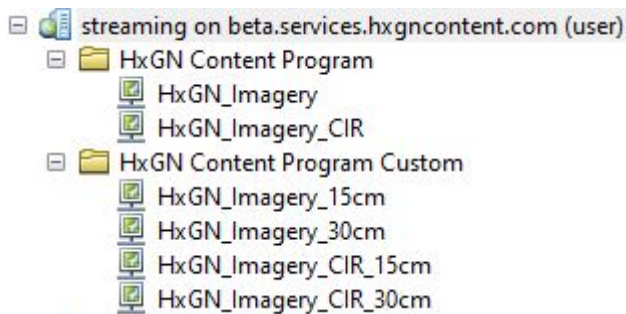 streaming on beta.services.hxgncontent.com (user)
HxGN Content Program
HxGN_Imagery
HxGN_Imagery_CIR
HxGN Content Program Custom
HxGN_Imagery_15cm
HxGN_Imagery_30cm
HxGN_Imagery_CIR_15cm
HxGN_Imagery_CIR_30cm